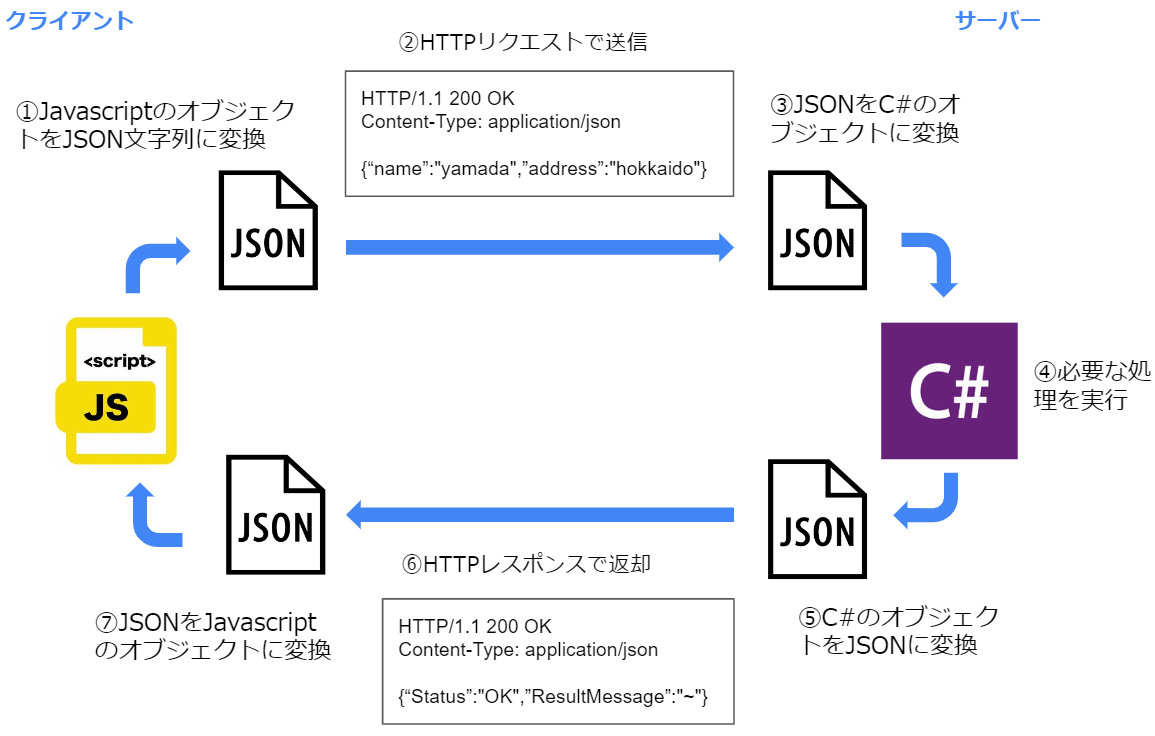 クライアント
サーバー
②HTTPリクエストで送信
HTTP/1.1 200 OK
Content-Type: application/json
{“name”:"yamada",”address”:"hokkaido"}
①Javascriptのオブジェク
トをJSON文字列に変換
③JSONをC#のオ
ブジェクトに変換
JSON
JSON
<script>
JS
C#
④必要な処
理を実行
JSON
JSON
⑥HTTPレスポンスで返却
HTTP/1.1 200 OK
Content-Type: application/json
{“Status”:"OK",”ResultMessage”:"~"}
⑦JSONをJavascript
のオブジェクトに変換
⑤C#のオブジェク
トをJSONに変換